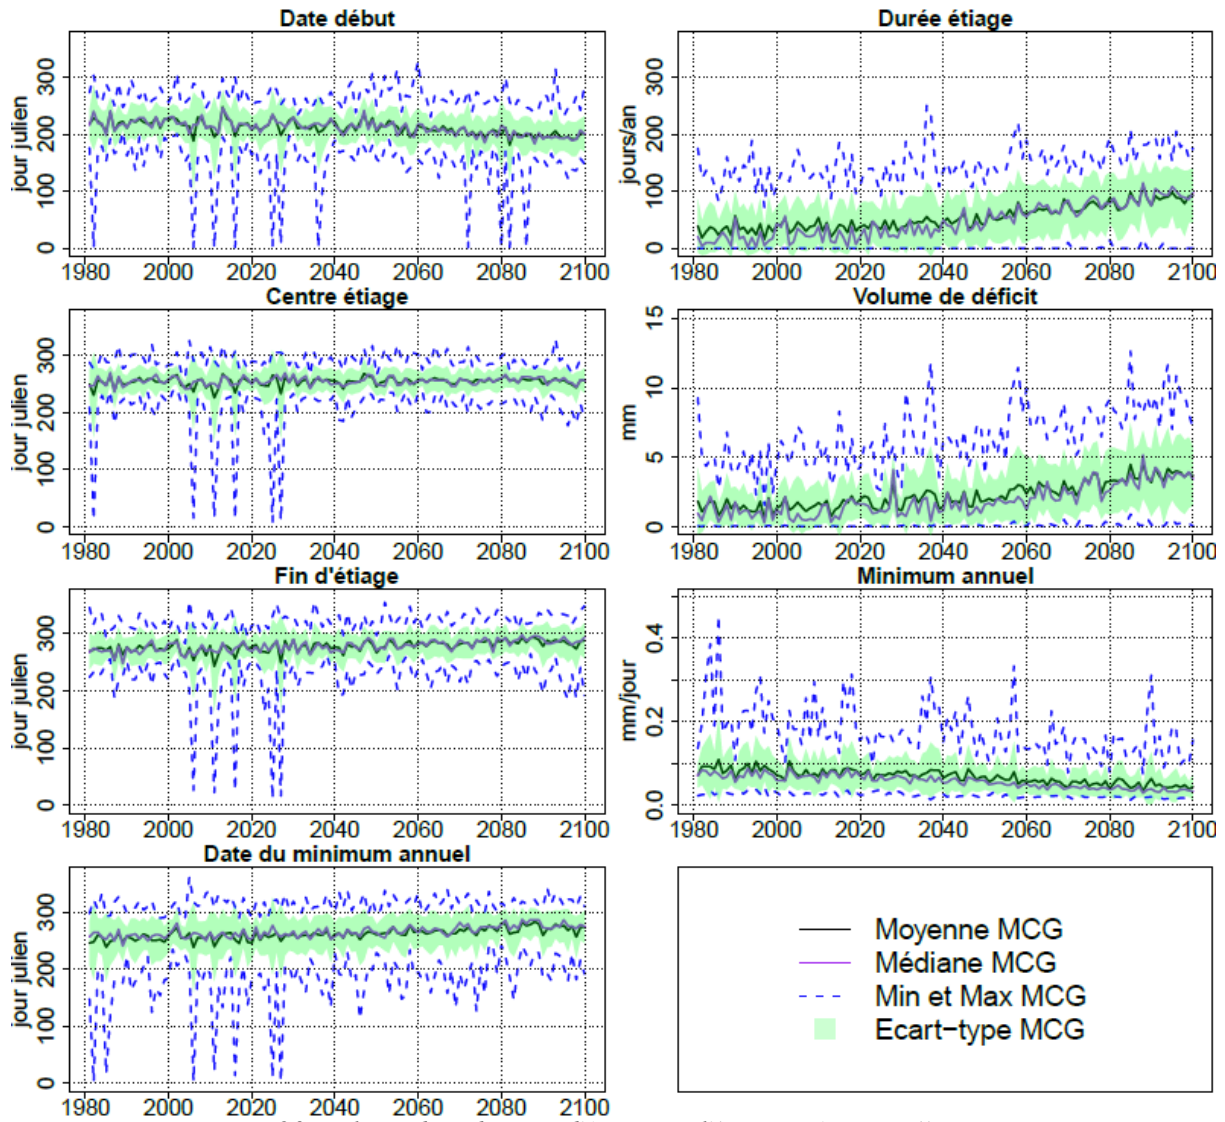 Date début
jour julien
0 100 200 300
1980 2000 2020 2040 2060 2080 2100
Durée étiage
jours/an
0 100 200 300
1980 2000 2020 2040 2060 2080 2100
Centre étiage
jour julien
0 100 200 300
1980 2000 2020 2040 2060 2080 2100
Volume de déficit
mm
0 5 10 15
1980 2000 2020 2040 2060 2080 2100
Fin d'étiage
jour julien
0 100 200 300
1980 2000 2020 2040 2060 2080 2100
Minimum annuel
mm/jour
0.0 0.2 0.4
1980 2000 2020 2040 2060 2080 2100
Date du minimum annuel
jour julien
0 100 200 300
1980 2000 2020 2040 2060 2080 2100
Moyenne MCG
Médiane MCG
Min et Max MCG
Ecart−type MCG